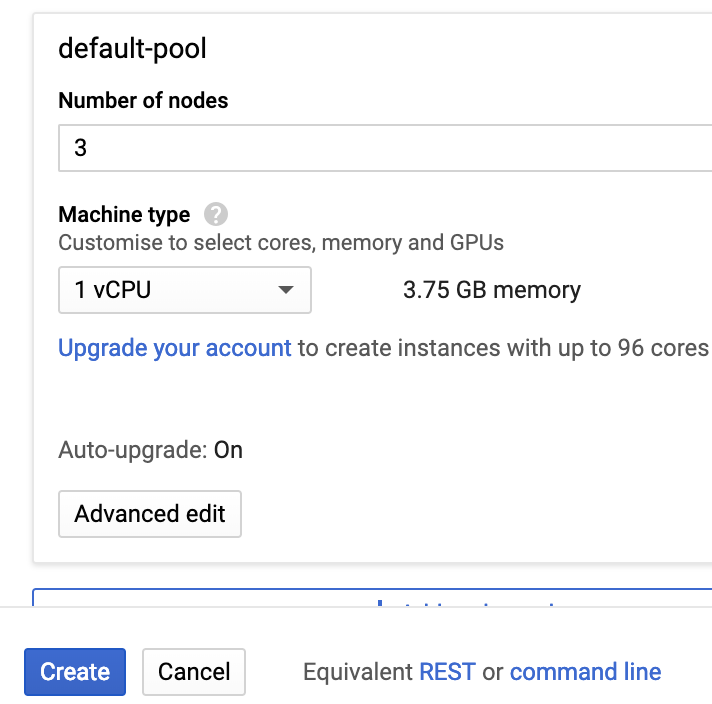 default-pool
Number of nodes
3
Machine type ?
Customise to select cores, memory and GPUs
1 vCPU 3.75 GB memory
Upgrade your account to create instances with up to 96 cores
Auto-upgrade: On
Advanced edit
Create Cancel Equivalent REST or command line